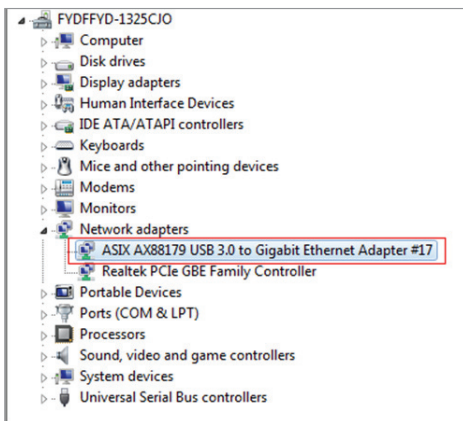 FYDFFYD-1325CJO
Computer
Disk drives
Display adapters
Human Interface Devices
IDE ATA/ATAPI controllers
Keyboards
Mice and other pointing devices
Modems
Monitors
Network adapters
ASIX AX88179 USB 3.0 to Gigabit Ethernet Adapter #17
Realtek PCIe GBE Family Controller
Portable Devices
Ports (COM & LPT)
Processors
Sound, video and game controllers
System devices
Universal Serial Bus controllers